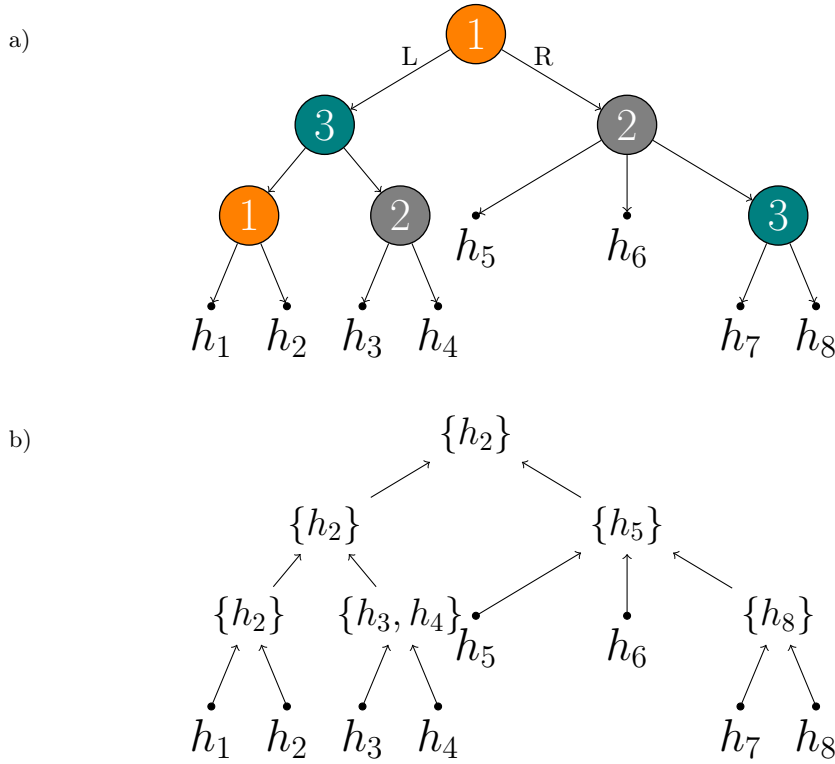 a)
1
L R
3 2
1 2 3
h₅ h₆
h₁ h₂ h₃ h₄ h₇ h₈
b)
{h₂}
{h₂} {h₅}
{h₂} {h₃, h₄} {h₈}
h₅ h₆
h₁ h₂ h₃ h₄ h₇ h₈